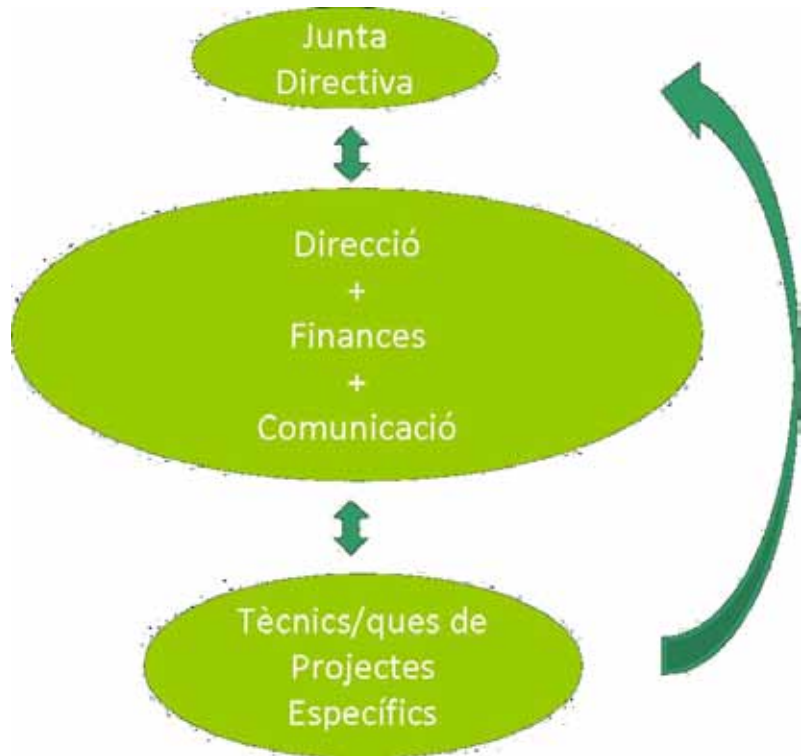 Junta
Directiva
Direcció
+
Finances
+
Comunicació
Tècnics/ques de
Projectes
Específics